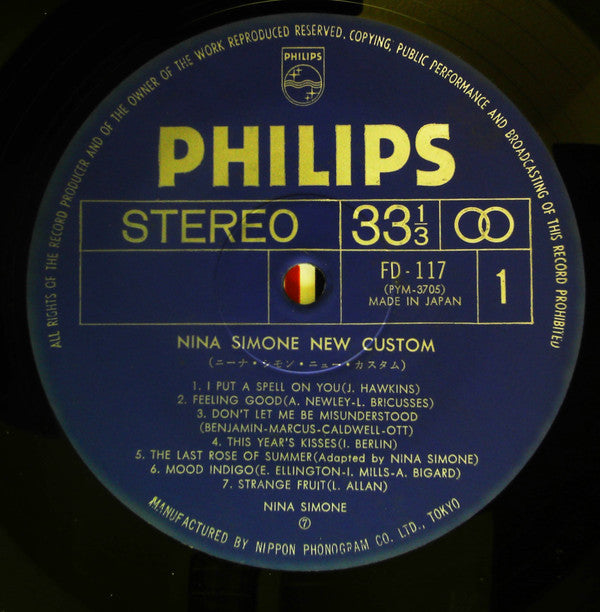 ALL RIGHTS OF THE RECORD PRODUCER AND OF THE OWNER OF THE WORK REPRODUCED RESERVED. COPYING, PUBLIC PERFORMANCE AND BROADCASTING OF THIS RECORD PROHIBITED
PHILIPS
PHILIPS
STEREO 33 1/3
FD-117 1
(PYM-3705)
MADE IN JAPAN
NINA SIMONE NEW CUSTOM
(ニーナ・シモン・ニュー・カスタム)
1. I PUT A SPELL ON YOU(J. HAWKINS)
2. FEELING GOOD(A. NEWLEY-L. BRICUSSES)
3. DON'T LET ME BE MISUNDERSTOOD
(BENJAMIN-MARCUS-CALDWELL-OTT)
4. THIS YEAR'S KISSES(I. BERLIN)
5. THE LAST ROSE OF SUMMER(Adapted by NINA SIMONE)
6. MOOD INDIGO(E. ELLINGTON-I. MILLS-A. BIGARD)
7. STRANGE FRUIT(L. ALLAN)
NINA SIMONE
⑦
MANUFACTURED BY NIPPON PHONOGRAM CO. LTD., TOKYO